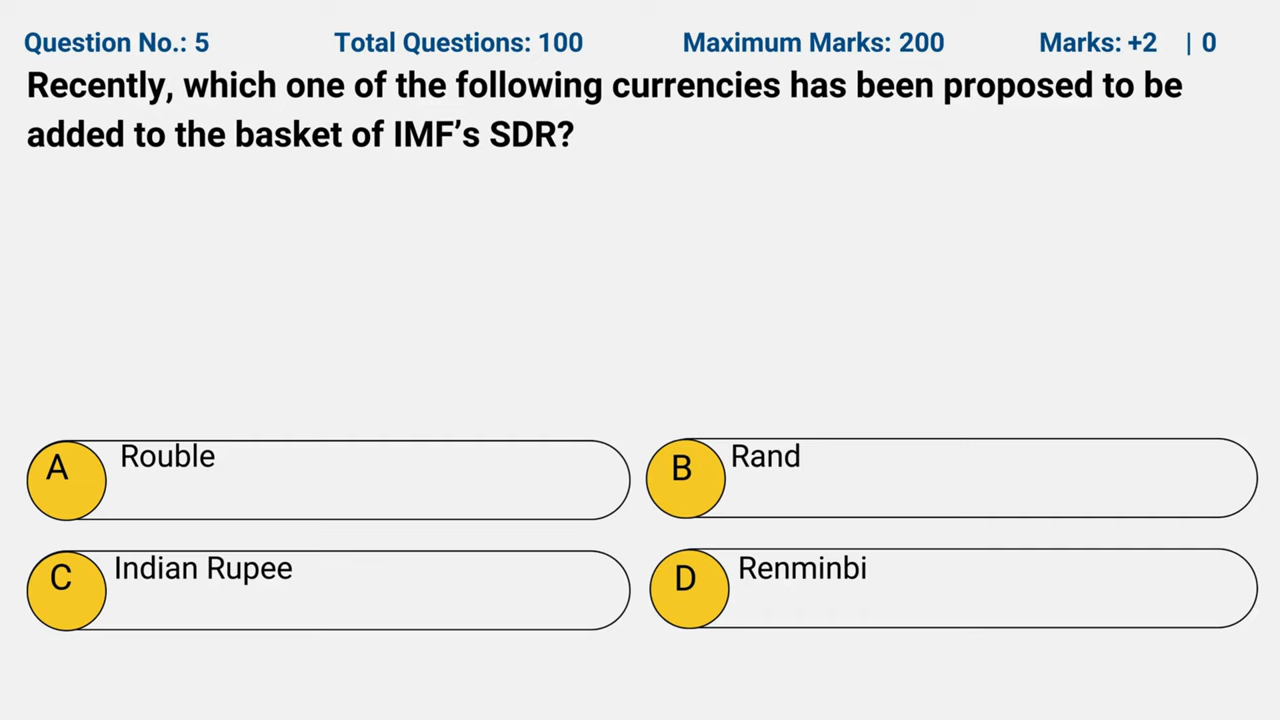 Question No.: 5 Total Questions: 100 Maximum Marks: 200 Marks: +2 | 0
Recently, which one of the following currencies has been proposed to be
added to the basket of IMF’s SDR?
A Rouble
B Rand
C Indian Rupee
D Renminbi